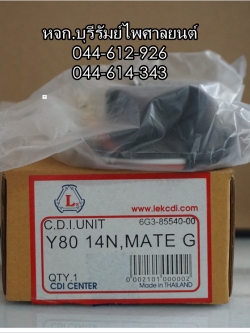 หจก.บุรีรัมย์ไพศาลยนต์
044-612-926
044-614-343
L
www.lekcdi.com
C.D.I.UNIT
6G3-85540-00
Y80 14N,MATE G
QTY.1
CDI CENTER
0002101000002
Made in THAILAND